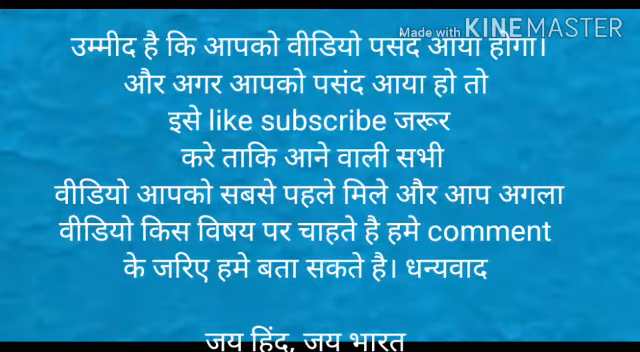 Made with KINEMASTER
उम्मीद है कि आपको वीडियो पसंद आया होगा।
और अगर आपको पसंद आया हो तो
इसे like subscribe जरूर
करे ताकि आने वाली सभी
वीडियो आपको सबसे पहले मिले और आप अगला
वीडियो किस विषय पर चाहते है हमे comment
के जरिए हमे बता सकते है। धन्यवाद
जय हिंद, जय भारत